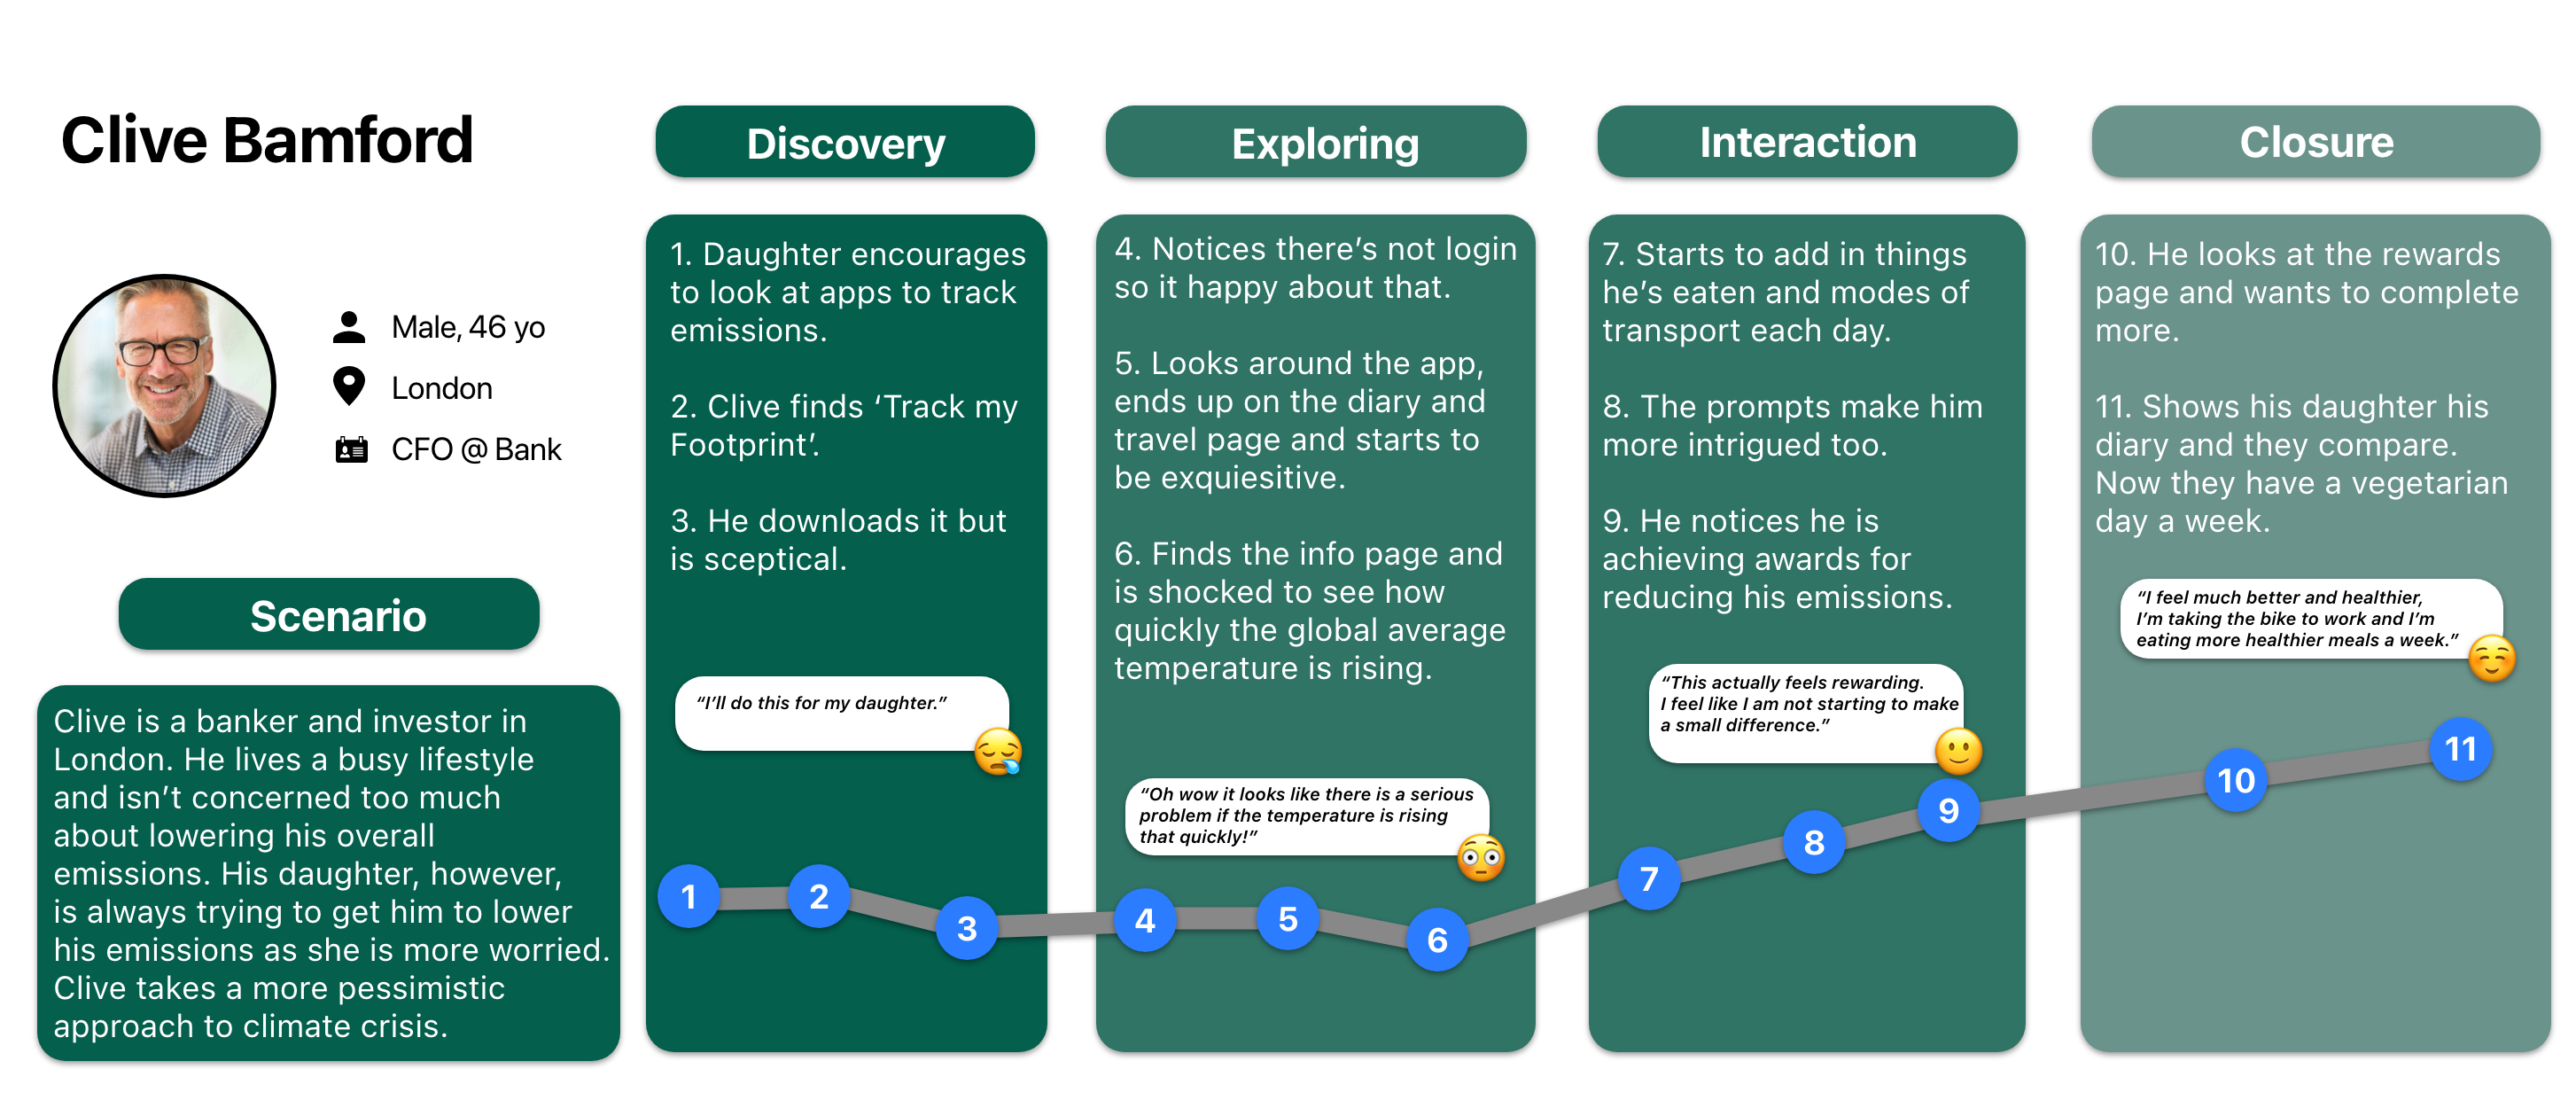 Clive Bamford
Male, 46 yo
London
CFO @ Bank
Scenario
Clive is a banker and investor in
London. He lives a busy lifestyle
and isn’t concerned too much
about lowering his overall
emissions. His daughter, however,
is always trying to get him to lower
his emissions as she is more worried.
Clive takes a more pessimistic
approach to climate crisis.
Discovery
1. Daughter encourages
to look at apps to track
emissions.
2. Clive finds ‘Track my
Footprint’.
3. He downloads it but
is sceptical.
“I’ll do this for my daughter.”
1
2
3
Exploring
4. Notices there’s not login
so it happy about that.
5. Looks around the app,
ends up on the diary and
travel page and starts to
be exquiesitive.
6. Finds the info page and
is shocked to see how
quickly the global average
temperature is rising.
“Oh wow it looks like there is a serious
problem if the temperature is rising
that quickly!”
4
5
6
Interaction
7. Starts to add in things
he’s eaten and modes of
transport each day.
8. The prompts make him
more intrigued too.
9. He notices he is
achieving awards for
reducing his emissions.
“This actually feels rewarding.
I feel like I am not starting to make
a small difference.”
7
8
9
Closure
10. He looks at the rewards
page and wants to complete
more.
11. Shows his daughter his
diary and they compare.
Now they have a vegetarian
day a week.
“I feel much better and healthier,
I’m taking the bike to work and I’m
eating more healthier meals a week.”
10
11